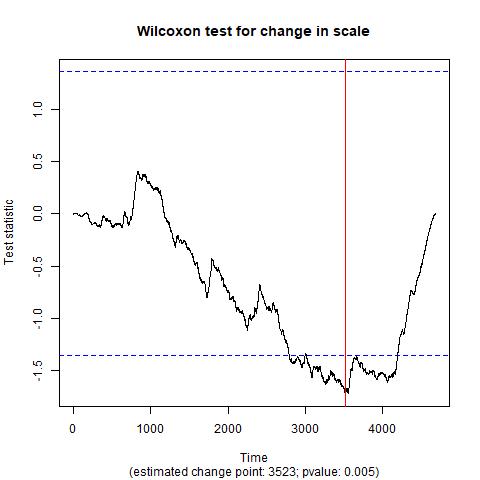 Wilcoxon test for change in scale
Test statistic
1.0
0.5
0.0
-0.5
-1.0
-1.5
0
1000
2000
3000
4000
Time
(estimated change point: 3523; pvalue: 0.005)